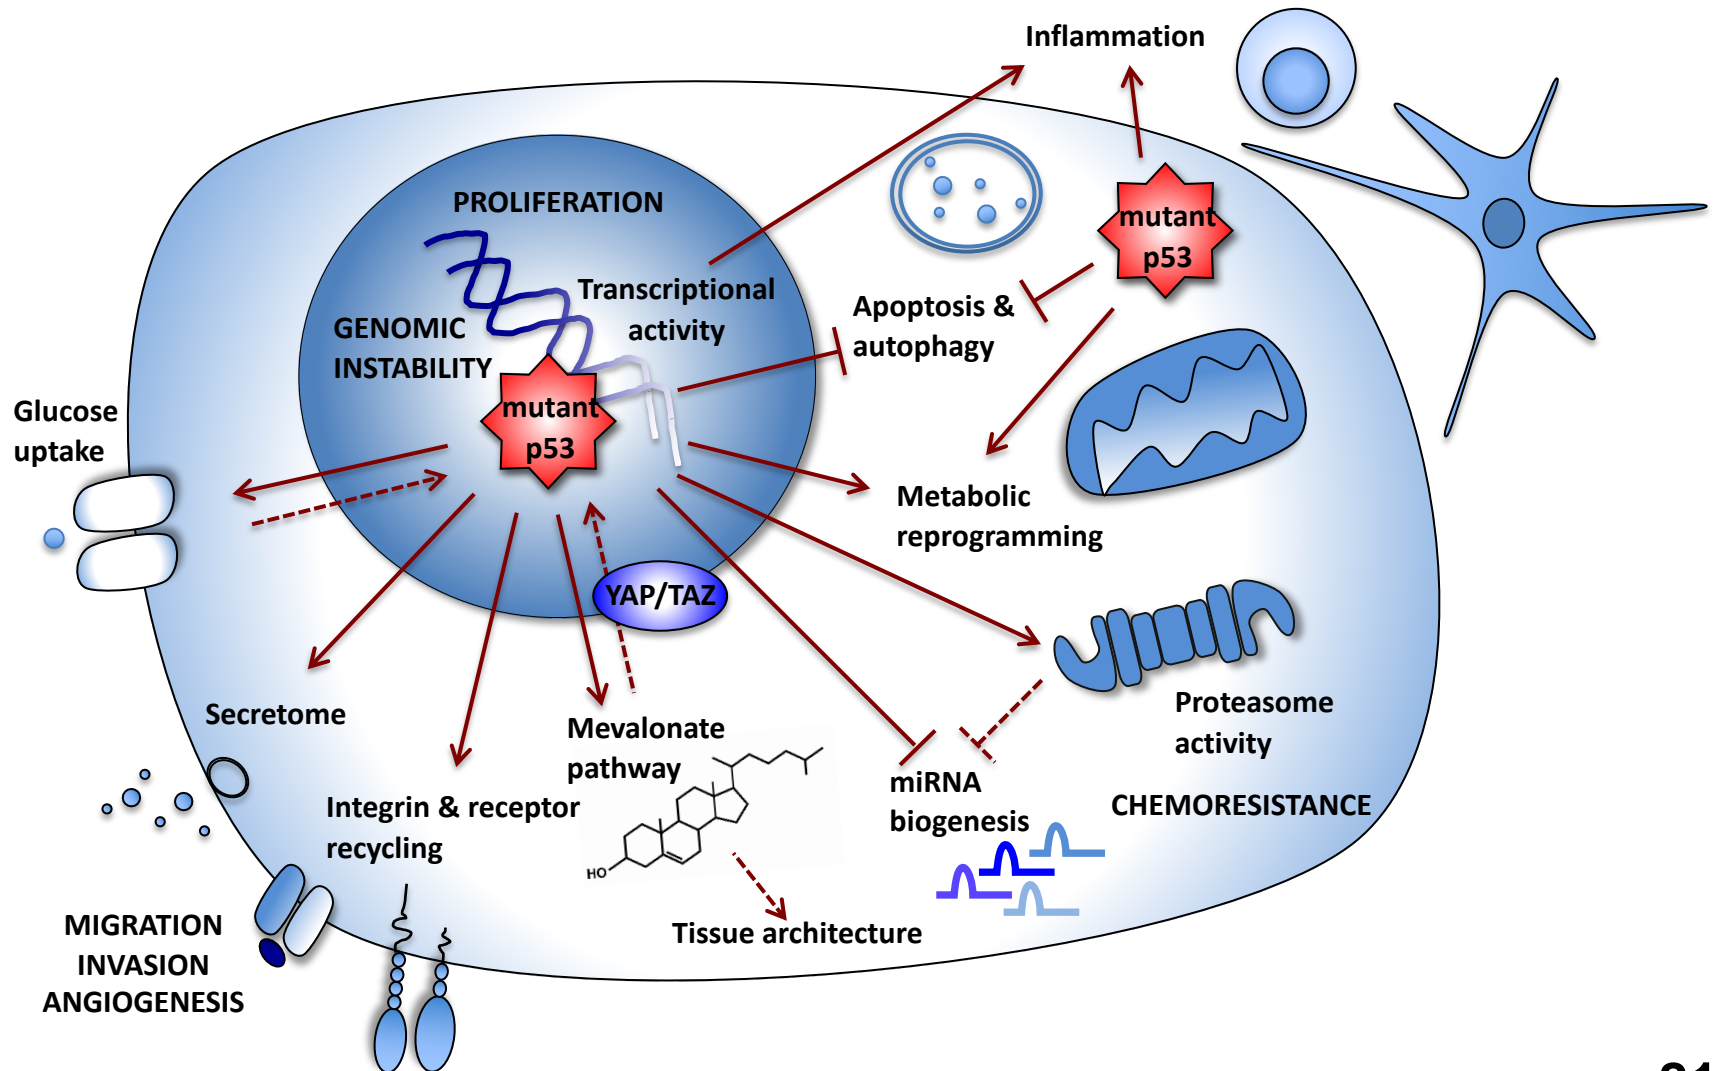 Inflammation
PROLIFERATION
mutant
p53
Transcriptional
activity
GENOMIC
INSTABILITY
Apoptosis &
autophagy
mutant
p53
Glucose
uptake
Metabolic
reprogramming
YAP/TAZ
Secretome
Mevalonate
pathway
Proteasome
activity
Integrin & receptor
recycling
miRNA
biogenesis
CHEMORESISTANCE
HO
MIGRATION
INVASION
ANGIOGENESIS
Tissue architecture